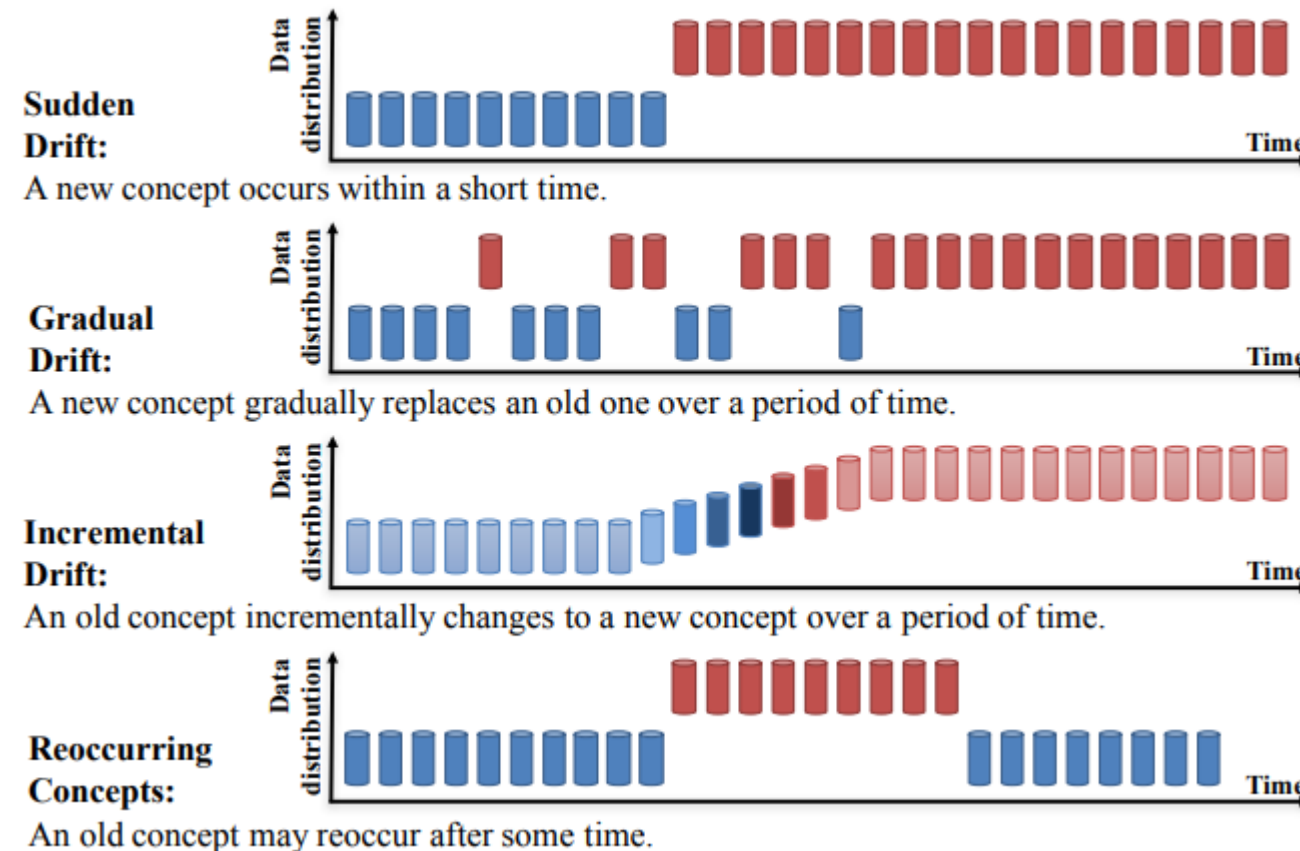 Data
distribution
Sudden
Drift:
Time
A new concept occurs within a short time.
Data
distribution
Gradual
Drift:
Time
A new concept gradually replaces an old one over a period of time.
Data
distribution
Incremental
Drift:
Time
An old concept incrementally changes to a new concept over a period of time.
Data
distribution
Reoccurring
Concepts:
Time
An old concept may reoccur after some time.